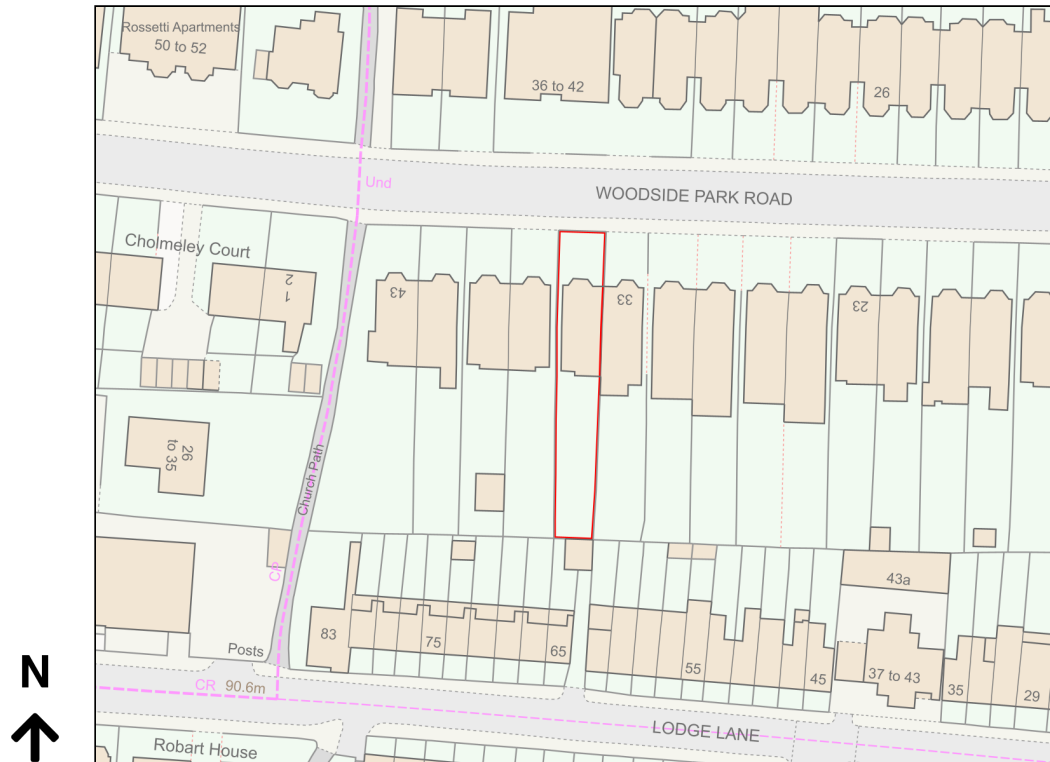 Rossetti Apartments
50 to 52
36 to 42
26
Und
WOODSIDE PARK ROAD
Cholmeley Court
2
1
43
33
23
26
to 35
Church Path
CP
43a
83
75
65
55
45
37 to 43
35
29
Posts
CR
90.6m
LODGE LANE
Robart House
N